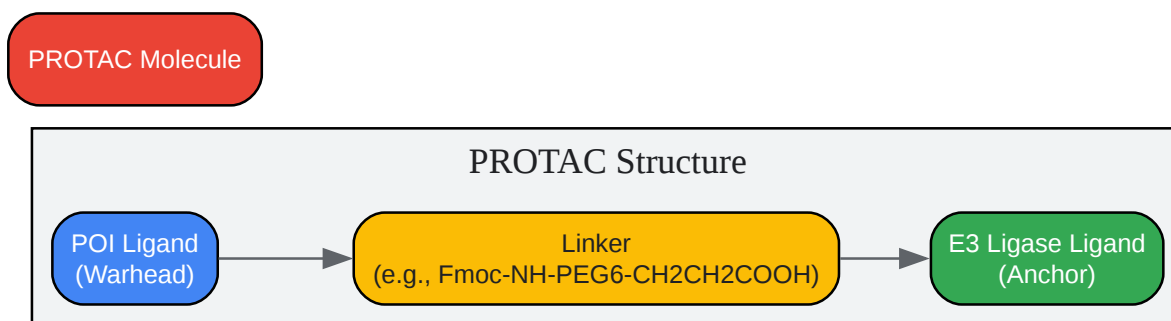 PROTAC Molecule
PROTAC Structure
POI Ligand
(Warhead)
Linker
(e.g., Fmoc-NH-PEG6-CH2CH2COOH)
E3 Ligase Ligand
(Anchor)